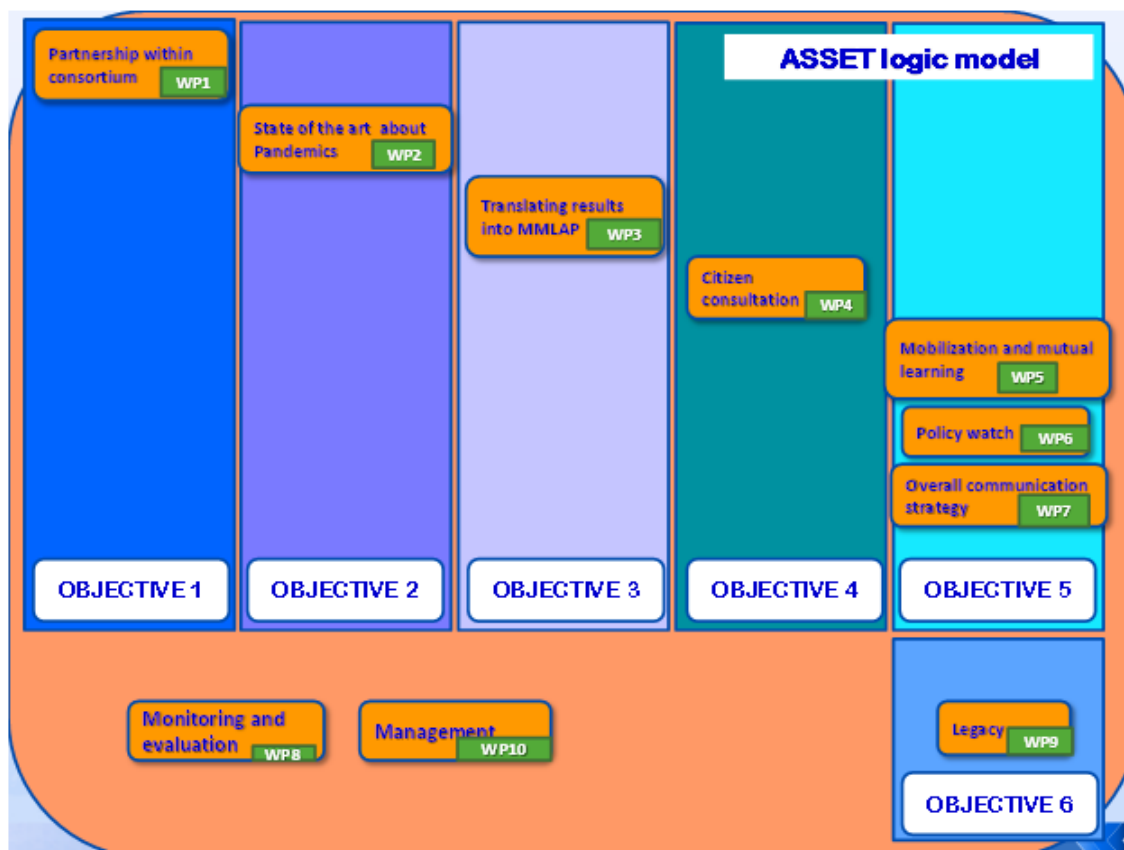 ASSET logic model
Partnership within
consortium
WP1
State of the art about
Pandemics
WP2
Translating results
into MMLAP
WP3
Citizen
consultation
WP4
Mobilization and mutual
learning
WP5
Policy watch
WP6
Overall communication
strategy
WP7
OBJECTIVE 1
OBJECTIVE 2
OBJECTIVE 3
OBJECTIVE 4
OBJECTIVE 5
Monitoring and
evaluation
WP8
Management
WP10
Legacy
WP9
OBJECTIVE 6